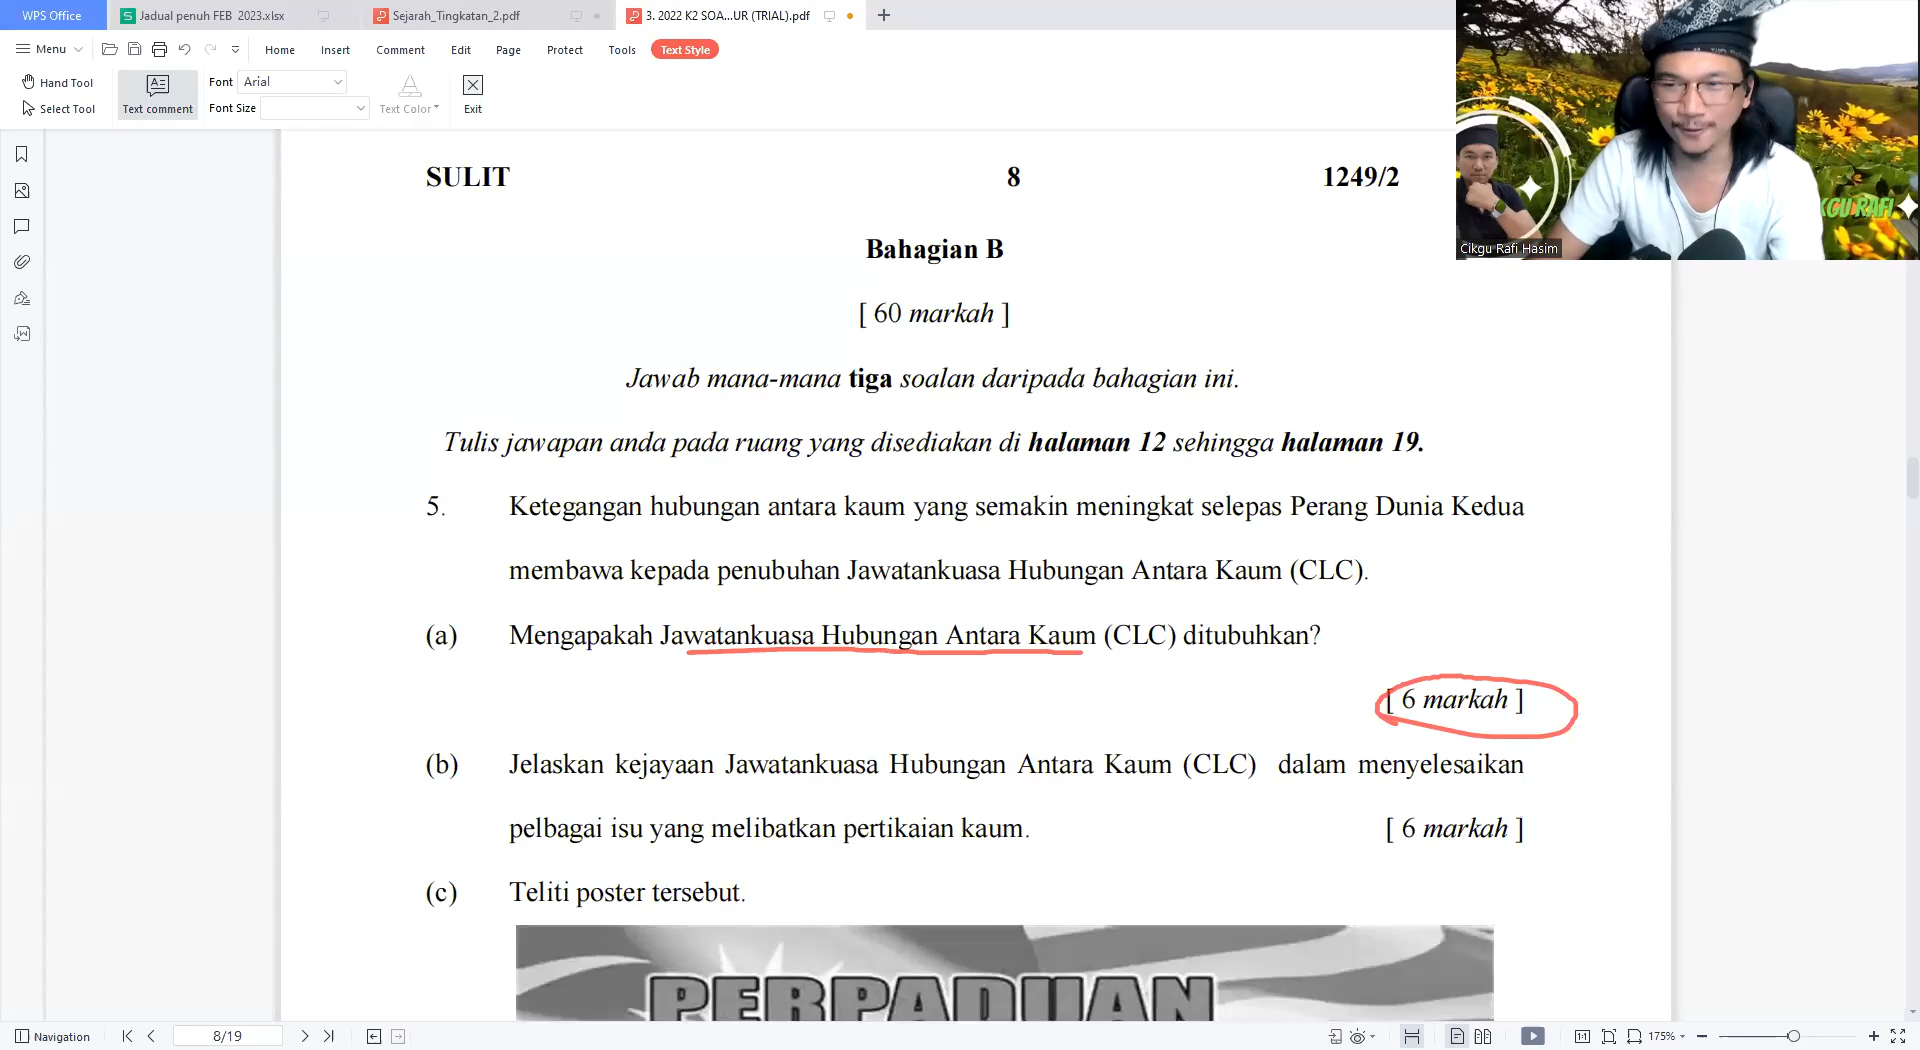 WPS Office
Jadual penuh FEB 2023.xlsx
Sejarah_Tingkatan_2.pdf
3. 2022 K2 SOA...UR (TRIAL).pdf
Menu
Home
Insert
Comment
Edit
Page
Protect
Tools
Text Style
Hand Tool
Select Tool
Text comment
Font
Arial
Font Size
Text Color
Exit
KGU RAFI
Cikgu Rafi Hasim
SULIT 8 1249/2
Bahagian B
[ 60 markah ]
Jawab mana-mana tiga soalan daripada bahagian ini.
Tulis jawapan anda pada ruang yang disediakan di halaman 12 sehingga halaman 19.
5. Ketegangan hubungan antara kaum yang semakin meningkat selepas Perang Dunia Kedua
membawa kepada penubuhan Jawatankuasa Hubungan Antara Kaum (CLC).
(a) Mengapakah Jawatankuasa Hubungan Antara Kaum (CLC) ditubuhkan?
[ 6 markah ]
(b) Jelaskan kejayaan Jawatankuasa Hubungan Antara Kaum (CLC) dalam menyelesaikan
pelbagai isu yang melibatkan pertikaian kaum. [ 6 markah ]
(c) Teliti poster tersebut.
PERPADUAN
Navigation
8/19
175%